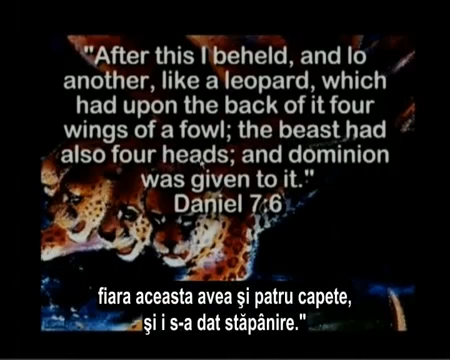 "After this I beheld, and lo
another, like a leopard, which
had upon the back of it four
wings of a fowl; the beast had
also four heads; and dominion
was given to it."
Daniel 7:6
fiara aceasta avea şi patru capete,
şi i s-a dat stăpânire."